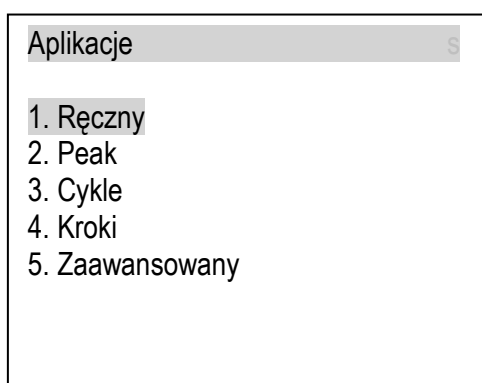 Aplikacje s
1. Ręczny
2. Peak
3. Cykle
4. Kroki
5. Zaawansowany